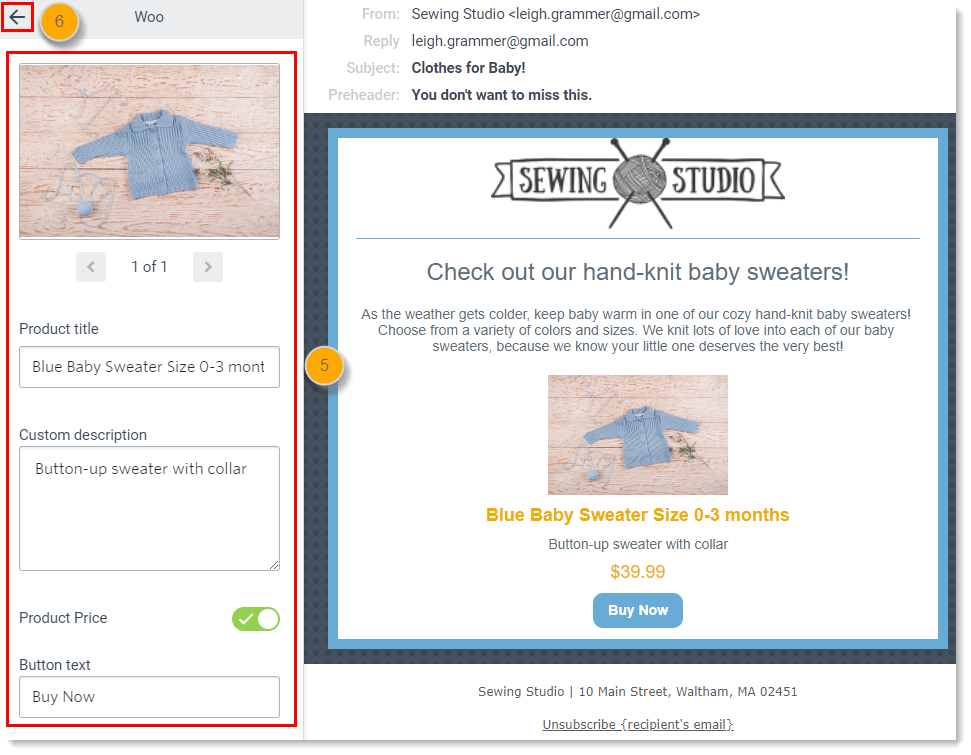 6
Woo
1 of 1
Product title
Blue Baby Sweater Size 0-3 mont
Custom description
Button-up sweater with collar
Product Price
Button text
Buy Now
5
From: Sewing Studio <leigh.grammer@gmail.com>
Reply leigh.grammer@gmail.com
Subject: Clothes for Baby!
Preheader: You don't want to miss this.
SEWING STUDIO
Check out our hand-knit baby sweaters!
As the weather gets colder, keep baby warm in one of our cozy hand-knit baby sweaters!
Choose from a variety of colors and sizes. We knit lots of love into each of our baby
sweaters, because we know your little one deserves the very best!
Blue Baby Sweater Size 0-3 months
Button-up sweater with collar
$39.99
Buy Now
Sewing Studio | 10 Main Street, Waltham, MA 02451
Unsubscribe {recipient's email}